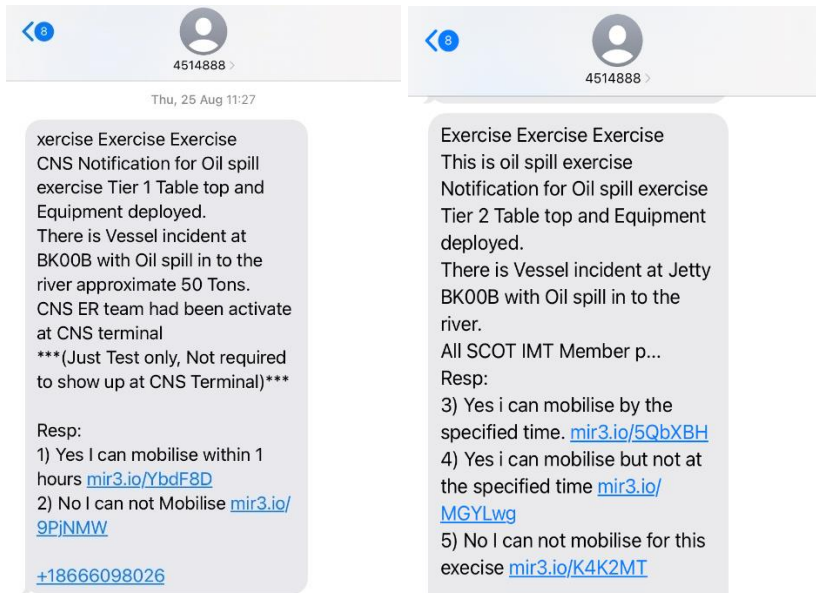 8
4514888
Thu, 25 Aug 11:27
xercise Exercise Exercise
CNS Notification for Oil spill
exercise Tier 1 Table top and
Equipment deployed.
There is Vessel incident at
BK00B with Oil spill in to the
river approximate 50 Tons.
CNS ER team had been activate
at CNS terminal
***(Just Test only, Not required
to show up at CNS Terminal)***
Resp:
1) Yes I can mobilise within 1
hours mir3.io/YbdF8D
2) No I can not Mobilise mir3.io/
9PjNMW
+18666098026
8
4514888
Exercise Exercise Exercise
This is oil spill exercise
Notification for Oil spill exercise
Tier 2 Table top and Equipment
deployed.
There is Vessel incident at Jetty
BK00B with Oil spill in to the
river.
All SCOT IMT Member p...
Resp:
3) Yes i can mobilise by the
specified time. mir3.io/5QbXBH
4) Yes i can mobilise but not at
the specified time mir3.io/
MGYLwg
5) No I can not mobilise for this
execise mir3.io/K4K2MT